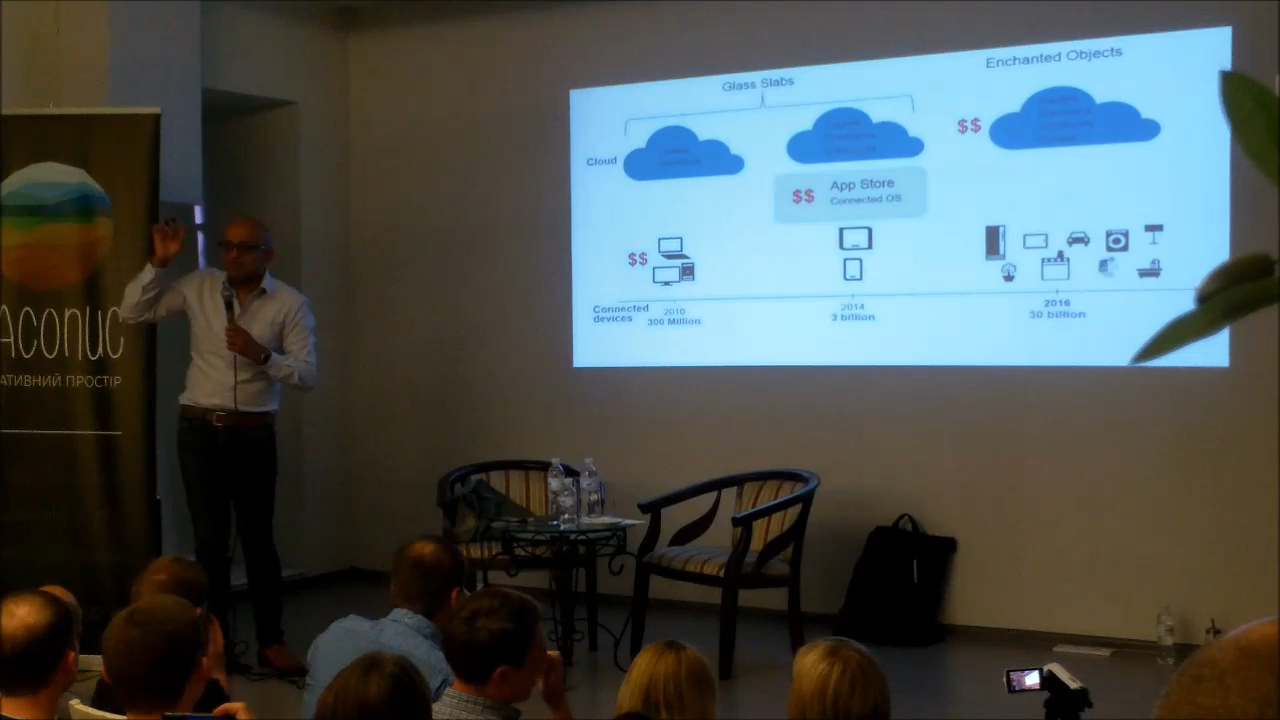 Glass Slabs
Enchanted Objects
Cloud
$$
$$
App Store
Connected OS
$$
Connected
devices
2010
300 Million
2014
3 billion
2016
30 billion
АТИВНИЙ ПРОСТІР